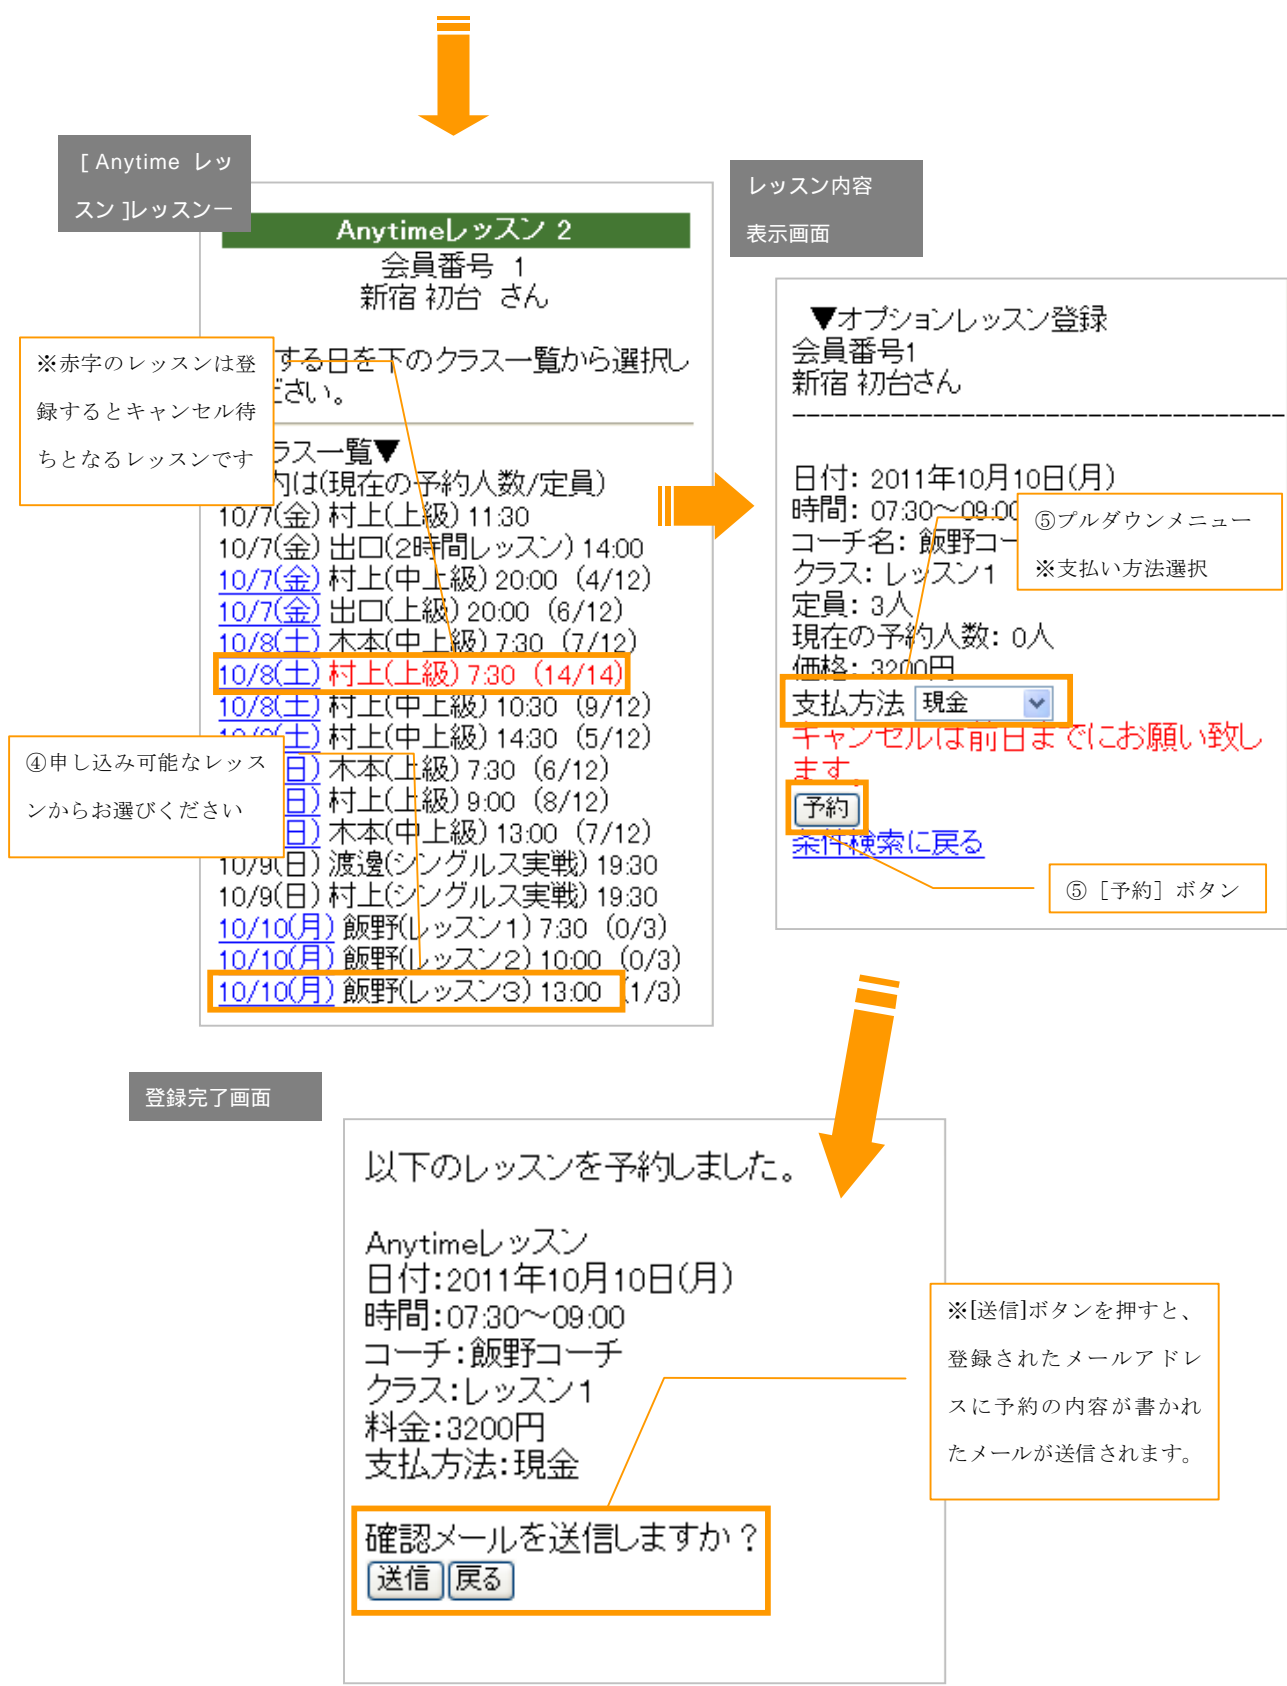 [ Anytime レッ
スン ]レッスン一
Anytimeレッスン 2
会員番号 1
新宿 初台 さん
する日を下のクラス一覧から選択し
ださい。
※赤字のレッスンは登
録するとキャンセル待
ちとなるレッスンです
ラス一覧▼
内は(現在の予約人数/定員)
10/7(金) 村上(上級) 11:30
10/7(金) 出口(2時間レッスン) 14:00
10/7(金) 村上(中上級) 20:00 (4/12)
10/7(金) 出口(上級) 20:00 (6/12)
10/8(土) 木本(中上級) 7:30 (7/12)
10/8(土) 村上(上級) 7:30 (14/14)
10/8(土) 村上(中上級) 10:30 (9/12)
10/8(土) 村上(中上級) 14:30 (5/12)
日) 木本(上級) 7:30 (6/12)
日) 村上(上級) 9:00 (8/12)
日) 木本(中上級) 13:00 (7/12)
10/9(日) 渡邊(シングルス実戦) 19:30
10/9(日) 村上(シングルス実戦) 19:30
10/10(月) 飯野(レッスン1) 7:30 (0/3)
10/10(月) 飯野(レッスン2) 10:00 (0/3)
10/10(月) 飯野(レッスン3) 13:00 (1/3)
④申し込み可能なレッス
ンからお選びください
レッスン内容
表示画面
▼オプションレッスン登録
会員番号1
新宿 初台さん
--------------------------------
日付: 2011年10月10日(月)
時間: 07:30～09:00
コーチ名: 飯野コー
クラス: レッスン1
定員: 3人
現在の予約人数: 0人
価格: 3200円
支払方法 現金
キャンセルは前日までにお願い致し
ます。
予約
条件検索に戻る
⑤プルダウンメニュー
※支払い方法選択
⑤［予約］ボタン
登録完了画面
以下のレッスンを予約しました。
Anytimeレッスン
日付:2011年10月10日(月)
時間:07:30～09:00
コーチ:飯野コーチ
クラス:レッスン1
料金:3200円
支払方法:現金
確認メールを送信しますか？
送信 戻る
※[送信]ボタンを押すと、
登録されたメールアドレ
スに予約の内容が書かれ
たメールが送信されます。